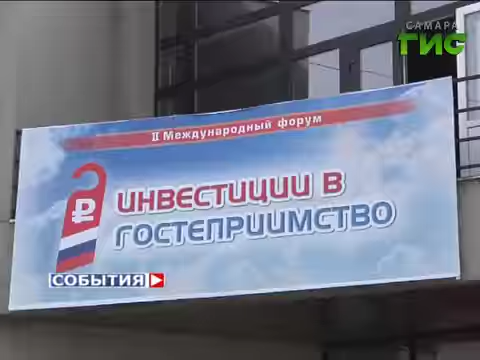 САМАРА
ГИС
II Международный форум
₽
ИНВЕСТИЦИИ В
ГОСТЕПРИИМСТВО
СОБЫТИЯ